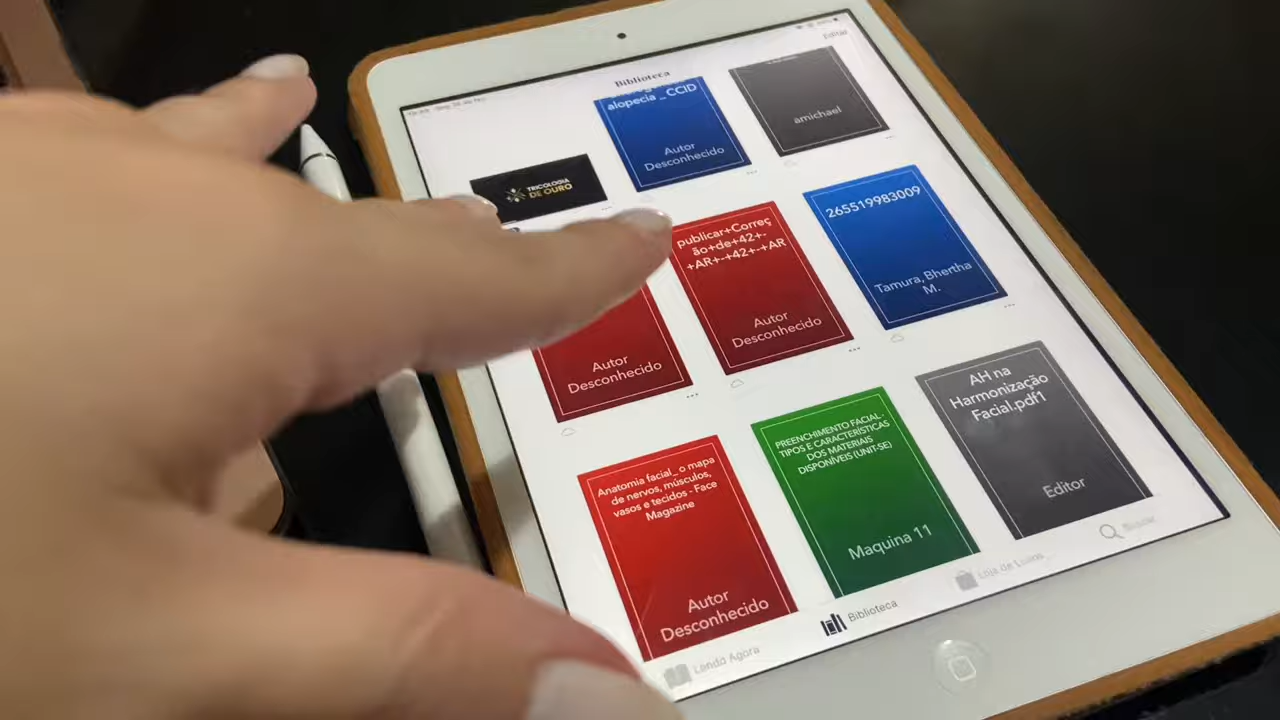 Biblioteca
Editar
alopecia _CCID
Autor
Desconhecido
amichael
TRICOLOGIA
DE OURO
Autor
Desconhecido
publicar+Correç
ão+de+42+-
+AR+-+42+-+AR
Autor
Desconhecido
265519983009
Tamura, Bhertha
M.
Anatomia facial_ o mapa
de nervos, músculos,
vasos e tecidos - Face
Magazine
Autor
Desconhecido
PREENCHIMENTO FACIAL -
TIPOS E CARACTERÍSTICAS
DOS MATERIAIS
DISPONÍVEIS (UNIT-SE)
Maquina 11
AH na
Harmonização
Facial.pdf1
Editor
Lendo Agora
Biblioteca
Loja de Livros
Buscar